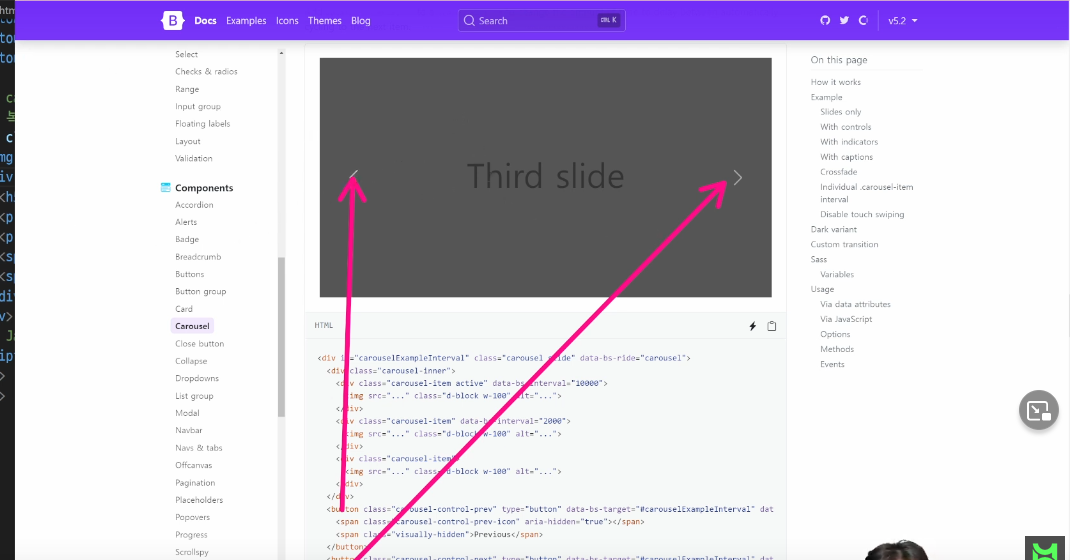 B Docs Examples Icons Themes Blog Search CTRL K v5.2
Select
Checks & radios
Range
Input group
Floating labels
Layout
Validation
Components
Accordion
Alerts
Badge
Breadcrumb
Buttons
Button group
Card
Carousel
Close button
Collapse
Dropdowns
List group
Modal
Navbar
Navs & tabs
Offcanvas
Pagination
Placeholders
Popovers
Progress
Scrollspy
Third slide
HTML
<div id="carouselExampleInterval" class="carousel slide" data-bs-ride="carousel">
<div class="carousel-inner">
<div class="carousel-item active" data-bs-interval="10000">
<img src="..." class="d-block w-100" alt="...">
</div>
<div class="carousel-item" data-bs-interval="2000">
<img src="..." class="d-block w-100" alt="...">
</div>
<div class="carousel-item">
<img src="..." class="d-block w-100" alt="...">
</div>
</div>
<button class="carousel-control-prev" type="button" data-bs-target="#carouselExampleInterval" dat
<span class="carousel-control-prev-icon" aria-hidden="true"></span>
<span class="visually-hidden">Previous</span>
</button>
<button class="carousel-control-next" type="button" data-bs-target="#carouselExampleInterval" dat
On this page
How it works
Example
Slides only
With controls
With indicators
With captions
Crossfade
Individual .carousel-item
interval
Disable touch swiping
Dark variant
Custom transition
Sass
Variables
Usage
Via data attributes
Via JavaScript
Options
Methods
Events